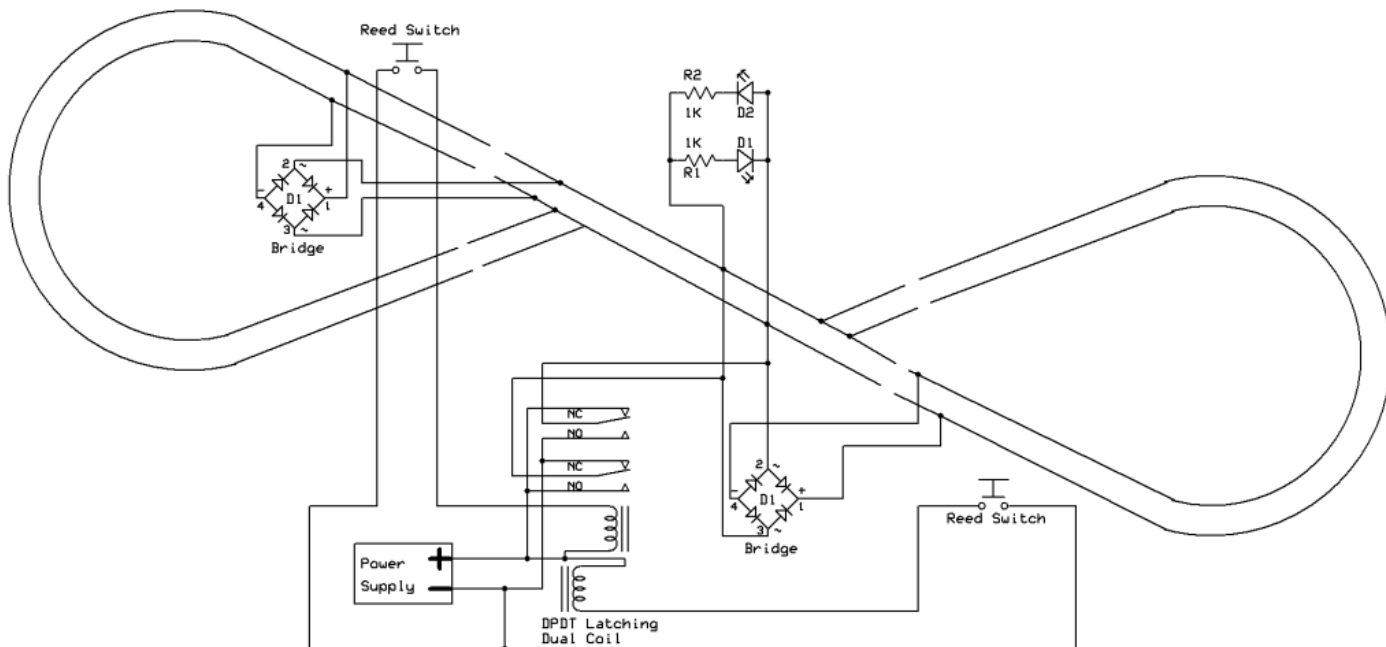 Reed Switch
R2
1K
D2
1K
D1
R1
2 ~
- D1 +
4 1
3 ~
Bridge
NC
NO
NC
NO
2 ~
- D1 +
4 1
3 ~
Bridge
Reed Switch
Power +
Supply -
DPDT Latching
Dual Coil